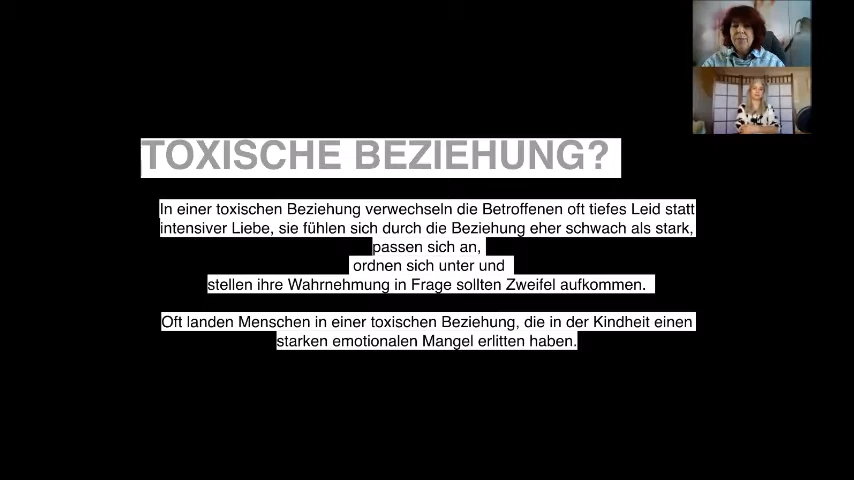 TOXISCHE BEZIEHUNG?
In einer toxischen Beziehung verwechseln die Betroffenen oft tiefes Leid statt
intensiver Liebe, sie fühlen sich durch die Beziehung eher schwach als stark,
passen sich an,
ordnen sich unter und
stellen ihre Wahrnehmung in Frage sollten Zweifel aufkommen.
Oft landen Menschen in einer toxischen Beziehung, die in der Kindheit einen
starken emotionalen Mangel erlitten haben.